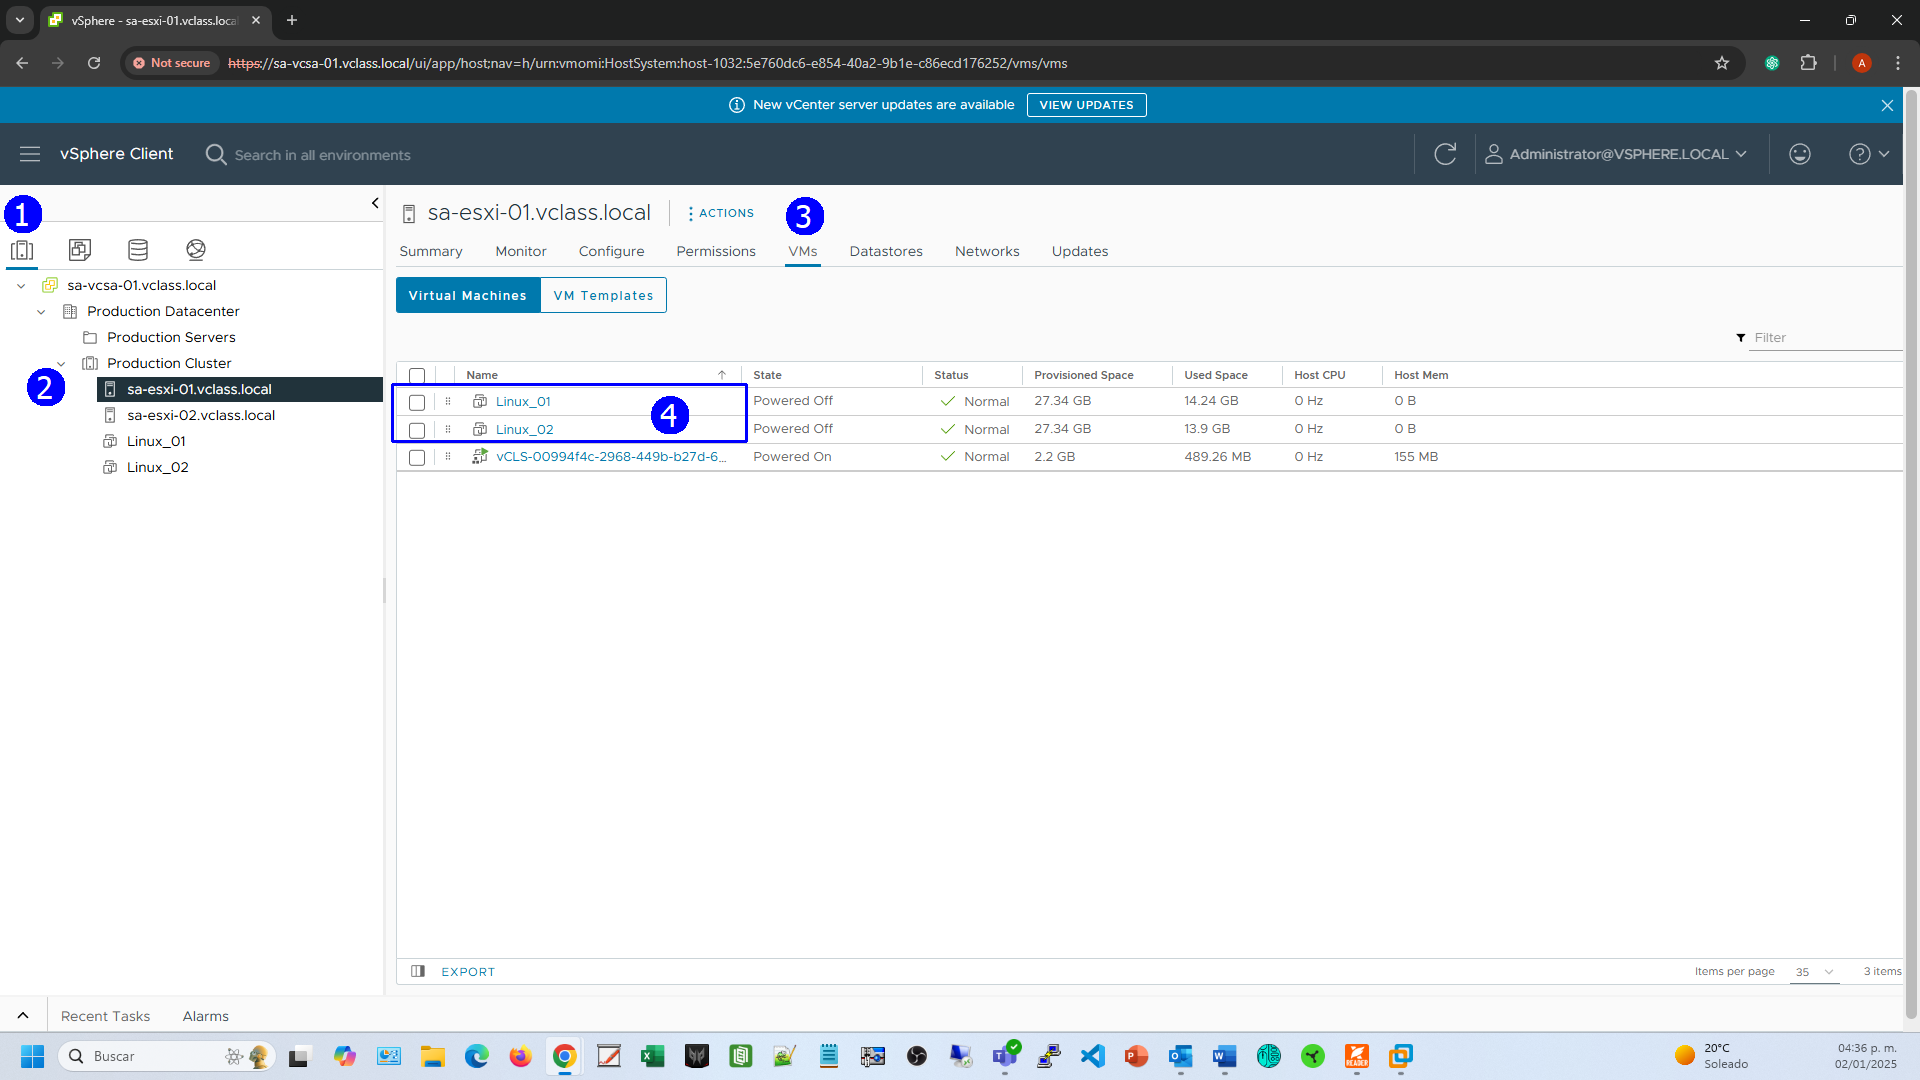 vSphere - sa-esxi-01.vclass.loca
Not secure
https://sa-vcsa-01.vclass.local/ui/app/host;nav=h/urn:vmomi:HostSystem:host-1032:5e760dc6-e854-40a2-9b1e-c86ecd176252/vms/vms
A
New vCenter server updates are available
VIEW UPDATES
vSphere Client
Search in all environments
Administrator@VSPHERE.LOCAL
1
sa-vcsa-01.vclass.local
Production Datacenter
Production Servers
Production Cluster
2
sa-esxi-01.vclass.local
sa-esxi-02.vclass.local
Linux_01
Linux_02
sa-esxi-01.vclass.local
ACTIONS
3
Summary Monitor Configure Permissions VMs Datastores Networks Updates
Virtual Machines VM Templates
Filter
Name State Status Provisioned Space Used Space Host CPU Host Mem
Linux_01 Powered Off Normal 27.34 GB 14.24 GB 0 Hz 0 B
4
Linux_02 Powered Off Normal 27.34 GB 13.9 GB 0 Hz 0 B
vCLS-00994f4c-2968-449b-b27d-6... Powered On Normal 2.2 GB 489.26 MB 0 Hz 155 MB
EXPORT
Items per page 35 3 items
Recent Tasks Alarms
Buscar
20°C
Soleado
04:36 p. m.
02/01/2025